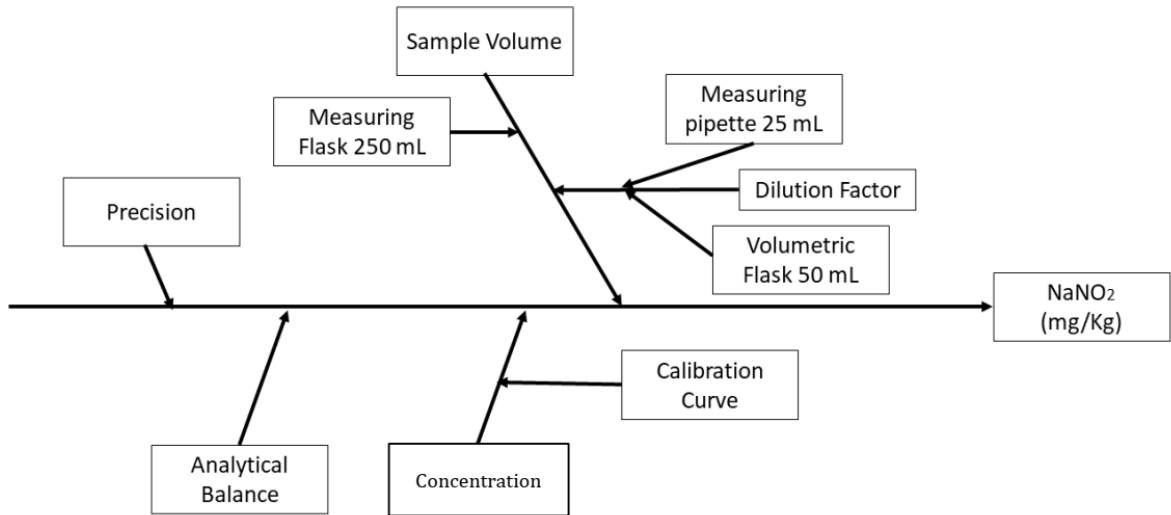 Sample Volume
Measuring
Flask 250 mL
Measuring
pipette 25 mL
Dilution Factor
Precision
Volumetric
Flask 50 mL
NaNO₂
(mg/Kg)
Calibration
Curve
Analytical
Balance
Concentration